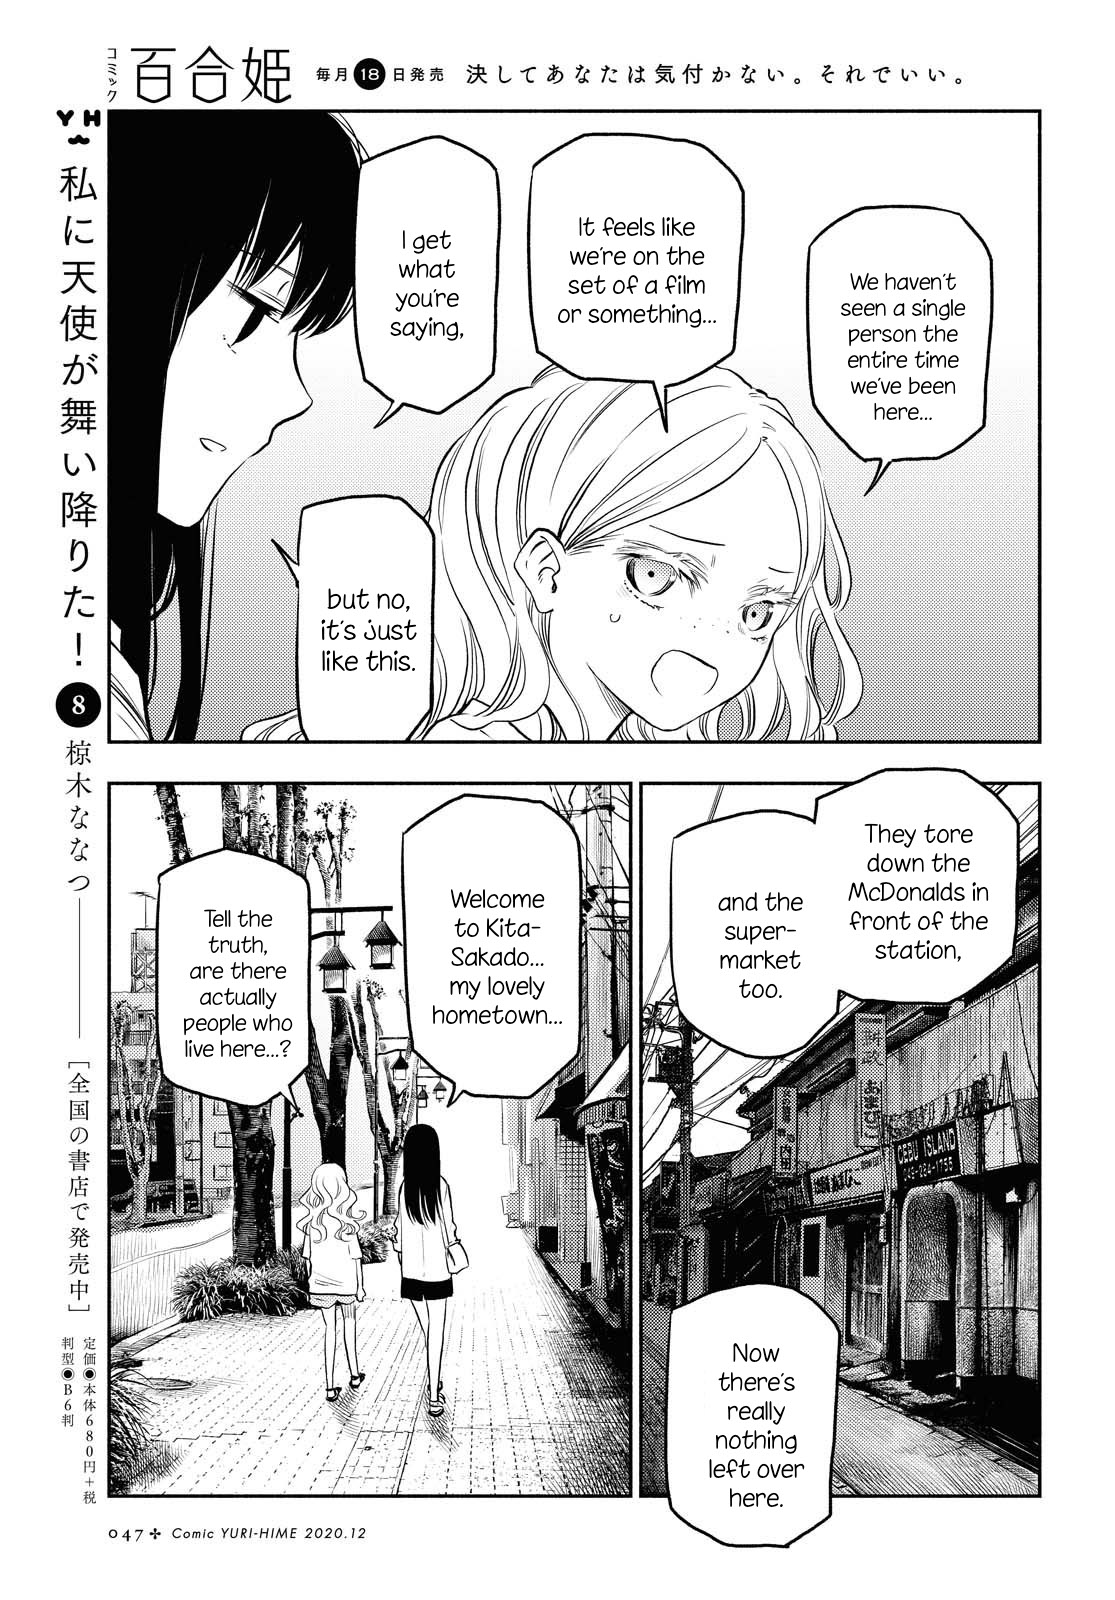 コミック
百合姫
毎月18日発売
決してあなたは気付かない。それでいい。
YH
私に天使が舞い降りた!
8
椋木ななつ
[全国の書店で発売中]
定価◉本体680円+税
判型◉B6判
We haven't
seen a single
person the
entire time
we've been
here...
It feels like
we're on the
set of a film
or something...
I get
what
you're
saying,
but no,
it's just
like this.
They tore
down the
McDonalds in
front of the
station,
and the
super-
market
too.
CEBU ISLAND
Now
there's
really
nothing
left over
here.
Welcome
to Kita-
Sakado...
my lovely
hometown...
Tell the
truth,
are there
actually
people who
live here...?
047 Comic YURI-HIME 2020.12